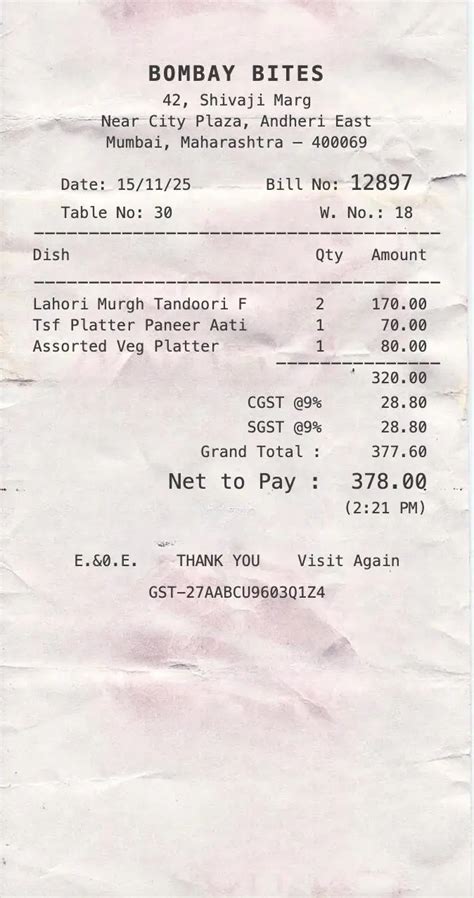 BOMBAY BITES
42, Shivaji Marg
Near City Plaza, Andheri East
Mumbai, Maharashtra – 400069
Date: 15/11/25 Bill No: 12897
Table No: 30 W. No.: 18
Dish Qty Amount
Lahori Murgh Tandoori F 2 170.00
Tsf Platter Paneer Aati 1 70.00
Assorted Veg Platter 1 80.00
320.00
CGST @9% 28.80
SGST @9% 28.80
Grand Total : 377.60
Net to Pay : 378.00
(2:21 PM)
E.&O.E. THANK YOU Visit Again
GST–27AABCU9603Q1Z4